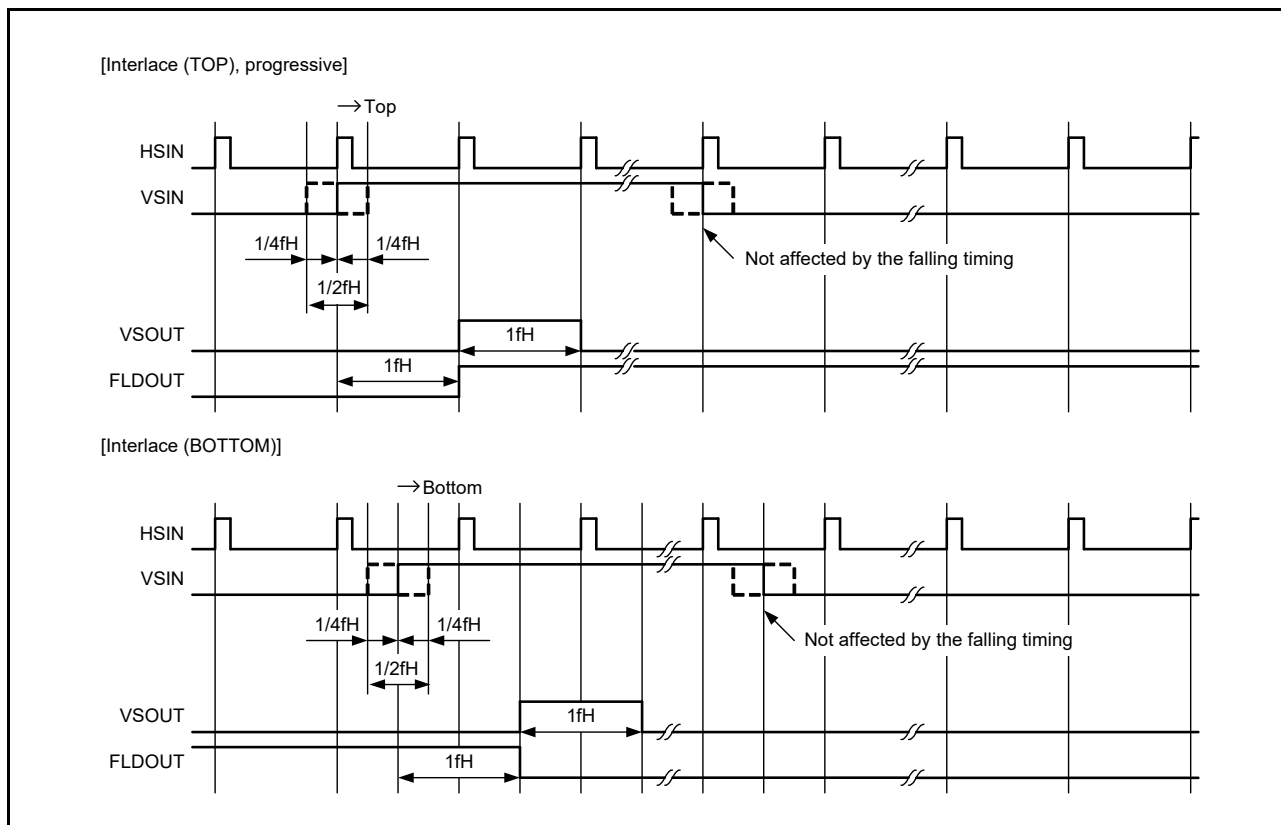 [Interlace (TOP), progressive]
→Top
HSIN
VSIN
1/4fH 1/4fH
Not affected by the falling timing
1/2fH
VSOUT
1fH
FLDOUT
1fH
[Interlace (BOTTOM)]
→Bottom
HSIN
VSIN
1/4fH 1/4fH
Not affected by the falling timing
1/2fH
VSOUT
1fH
FLDOUT
1fH